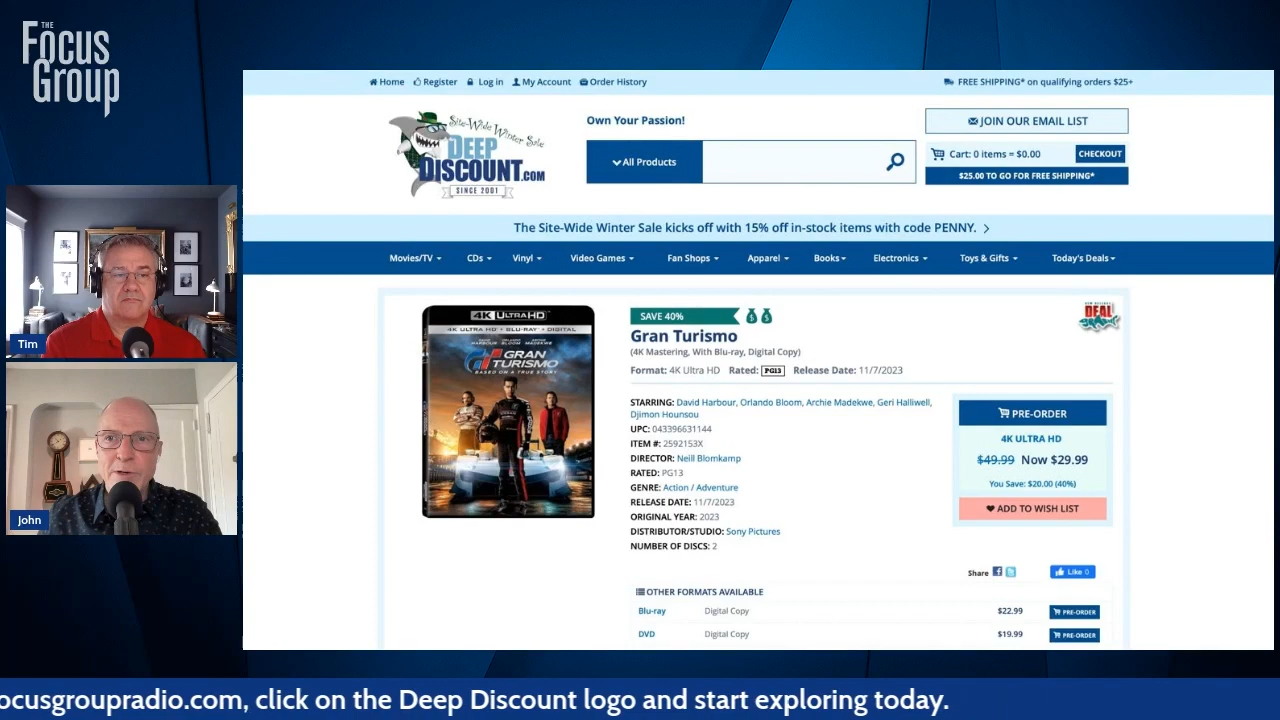 THE
Focus
Group
Home Register Log in My Account Order History
FREE SHIPPING* on qualifying orders $25+
Site-Wide Winter Sale
DEEP
DISCOUNT.COM
SINCE 2001
Own Your Passion!
All Products
JOIN OUR EMAIL LIST
Cart: 0 items = $0.00 CHECKOUT
$25.00 TO GO FOR FREE SHIPPING*
The Site-Wide Winter Sale kicks off with 15% off in-stock items with code PENNY.
Movies/TV CDs Vinyl Video Games Fan Shops Apparel Books Electronics Toys & Gifts Today's Deals
4K ULTRA HD
4K ULTRA HD + BLU-RAY + DIGITAL
GRAN
TURISMO
BASED ON A TRUE STORY
SAVE 40%
DEAL
Gran Turismo
(4K Mastering, With Blu-ray, Digital Copy)
Format: 4K Ultra HD Rated: PG13 Release Date: 11/7/2023
STARRING: David Harbour, Orlando Bloom, Archie Madekwe, Geri Halliwell,
Djimon Hounsou
UPC: 043396631144
ITEM #: 2592153X
DIRECTOR: Neill Blomkamp
RATED: PG13
GENRE: Action / Adventure
RELEASE DATE: 11/7/2023
ORIGINAL YEAR: 2023
DISTRIBUTOR/STUDIO: Sony Pictures
NUMBER OF DISCS: 2
PRE-ORDER
4K ULTRA HD
$49.99 Now $29.99
You Save: $20.00 (40%)
ADD TO WISH LIST
Share Like 0
OTHER FORMATS AVAILABLE
Blu-ray Digital Copy $22.99 PRE-ORDER
DVD Digital Copy $19.99 PRE-ORDER
Tim
John
ocusgroupradio.com, click on the Deep Discount logo and start exploring today.